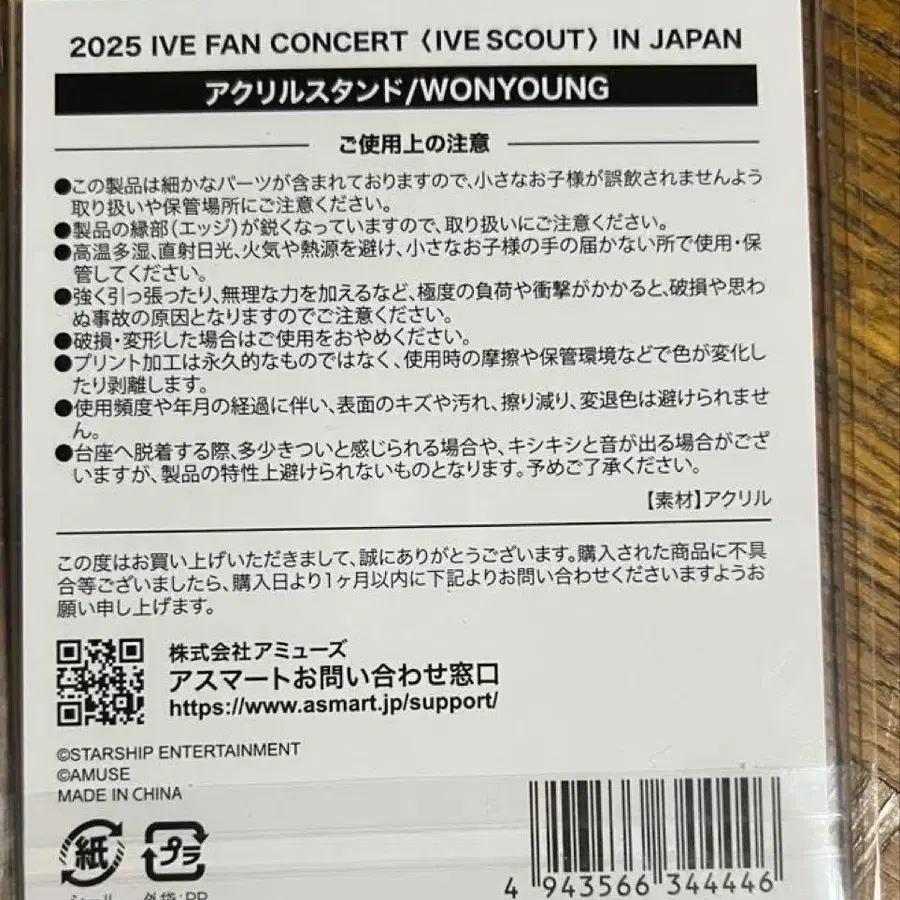 2025 IVE FAN CONCERT 〈IVE SCOUT〉 IN JAPAN
アクリルスタンド/WONYOUNG
ご使用上の注意
●この製品は細かなパーツが含まれておりますので、小さなお子様が誤飲されませんよう
取り扱いや保管場所にご注意ください。
●製品の縁部(エッジ)が鋭くなっていますので、取り扱いにご注意ください。
●高温多湿、直射日光、火気や熱源を避け、小さなお子様の手の届かない所で使用・保
管してください。
●強く引っ張ったり、無理な力を加えるなど、極度の負荷や衝撃がかかると、破損や思わ
ぬ事故の原因となりますのでご注意ください。
●破損・変形した場合はご使用をおやめください。
●プリント加工は永久的なものではなく、使用時の摩擦や保管環境などで色が変化し
たり剥離します。
●使用頻度や年月の経過に伴い、表面のキズや汚れ、擦り減り、変退色は避けられませ
ん。
●台座へ脱着する際、多少きついと感じられる場合や、キシキシと音が出る場合がござ
いますが、製品の特性上避けられないものとなります。予めご了承ください。
【素材】アクリル
この度はお買い上げいただきまして、誠にありがとうございます。購入された商品に不具
合等ございましたら、購入日より1ヶ月以内に下記よりお問い合わせくださいますようお
願い申し上げます。
株式会社アミューズ
アスマートお問い合わせ窓口
https://www.asmart.jp/support/
©STARSHIP ENTERTAINMENT
©AMUSE
MADE IN CHINA
紙 プラ
シール 外袋:PP
4 943566 344446